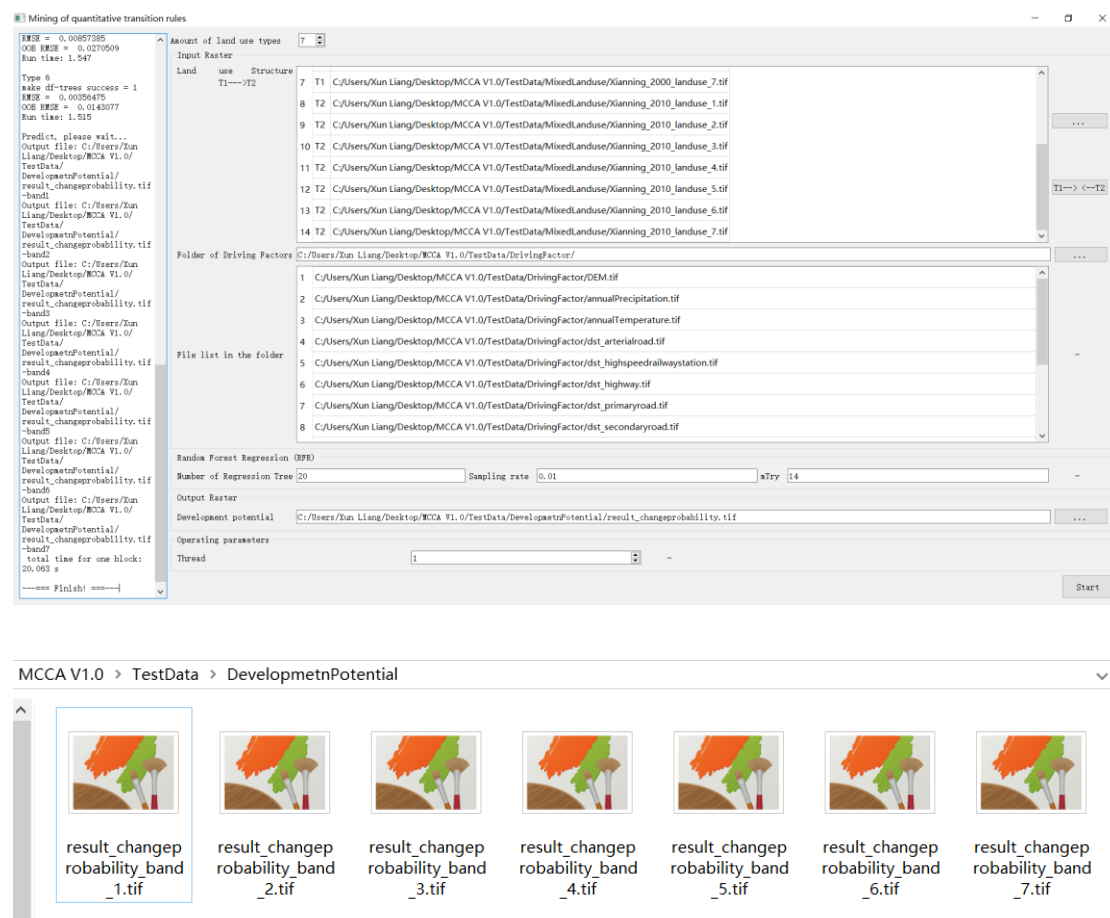 Mining of quantitative transition rules
RMSE =  0.00857385
OOB RMSE =  0.0270509
Run time: 1.547
Type 6
make df-trees success = 1
RMSE =  0.00356475
OOB RMSE =  0.0143077
Run time: 1.515
Predict, please wait...
Output file: C:/Users/Xun
Liang/Desktop/MCCA V1.0/
TestData/
DevelopmetnPotential/
result_changeprobability.tif
-band1
Output file: C:/Users/Xun
Liang/Desktop/MCCA V1.0/
TestData/
DevelopmetnPotential/
result_changeprobability.tif
-band2
Output file: C:/Users/Xun
Liang/Desktop/MCCA V1.0/
TestData/
DevelopmetnPotential/
result_changeprobability.tif
-band3
Output file: C:/Users/Xun
Liang/Desktop/MCCA V1.0/
TestData/
DevelopmetnPotential/
result_changeprobability.tif
-band4
Output file: C:/Users/Xun
Liang/Desktop/MCCA V1.0/
TestData/
DevelopmetnPotential/
result_changeprobability.tif
-band5
Output file: C:/Users/Xun
Liang/Desktop/MCCA V1.0/
TestData/
DevelopmetnPotential/
result_changeprobability.tif
-band6
Output file: C:/Users/Xun
Liang/Desktop/MCCA V1.0/
TestData/
DevelopmetnPotential/
result_changeprobability.tif
-band7
total time for one block:
20.063 s
---=== Finish! ===---
Amount of land use types 7
Input Raster
Land use Structure
T1--->T2
7 T1 C:/Users/Xun Liang/Desktop/MCCA V1.0/TestData/MixedLanduse/Xianning_2000_landuse_7.tif
8 T2 C:/Users/Xun Liang/Desktop/MCCA V1.0/TestData/MixedLanduse/Xianning_2010_landuse_1.tif
9 T2 C:/Users/Xun Liang/Desktop/MCCA V1.0/TestData/MixedLanduse/Xianning_2010_landuse_2.tif
...
10 T2 C:/Users/Xun Liang/Desktop/MCCA V1.0/TestData/MixedLanduse/Xianning_2010_landuse_3.tif
11 T2 C:/Users/Xun Liang/Desktop/MCCA V1.0/TestData/MixedLanduse/Xianning_2010_landuse_4.tif
12 T2 C:/Users/Xun Liang/Desktop/MCCA V1.0/TestData/MixedLanduse/Xianning_2010_landuse_5.tif
T1--> <--T2
13 T2 C:/Users/Xun Liang/Desktop/MCCA V1.0/TestData/MixedLanduse/Xianning_2010_landuse_6.tif
14 T2 C:/Users/Xun Liang/Desktop/MCCA V1.0/TestData/MixedLanduse/Xianning_2010_landuse_7.tif
Folder of Driving Factors C:/Users/Xun Liang/Desktop/MCCA V1.0/TestData/DrivingFactor/ ...
File list in the folder
1 C:/Users/Xun Liang/Desktop/MCCA V1.0/TestData/DrivingFactor/DEM.tif
2 C:/Users/Xun Liang/Desktop/MCCA V1.0/TestData/DrivingFactor/annualPrecipitation.tif
3 C:/Users/Xun Liang/Desktop/MCCA V1.0/TestData/DrivingFactor/annualTemperature.tif
4 C:/Users/Xun Liang/Desktop/MCCA V1.0/TestData/DrivingFactor/dst_arterialroad.tif
5 C:/Users/Xun Liang/Desktop/MCCA V1.0/TestData/DrivingFactor/dst_highspeedrailwaystation.tif
6 C:/Users/Xun Liang/Desktop/MCCA V1.0/TestData/DrivingFactor/dst_highway.tif
7 C:/Users/Xun Liang/Desktop/MCCA V1.0/TestData/DrivingFactor/dst_primaryroad.tif
8 C:/Users/Xun Liang/Desktop/MCCA V1.0/TestData/DrivingFactor/dst_secondaryroad.tif
-
Random Forest Regression (RFR)
Number of Regression Tree 20 Sampling rate 0.01 mTry 14 -
Output Raster
Development potential C:/Users/Xun Liang/Desktop/MCCA V1.0/TestData/DevelopmetnPotential/result_changeprobability.tif ...
Operating parameters
Thread 1 -
Start
MCCA V1.0 > TestData > DevelopmetnPotential
result_changep
robability_band
_1.tif
result_changep
robability_band
_2.tif
result_changep
robability_band
_3.tif
result_changep
robability_band
_4.tif
result_changep
robability_band
_5.tif
result_changep
robability_band
_6.tif
result_changep
robability_band
_7.tif